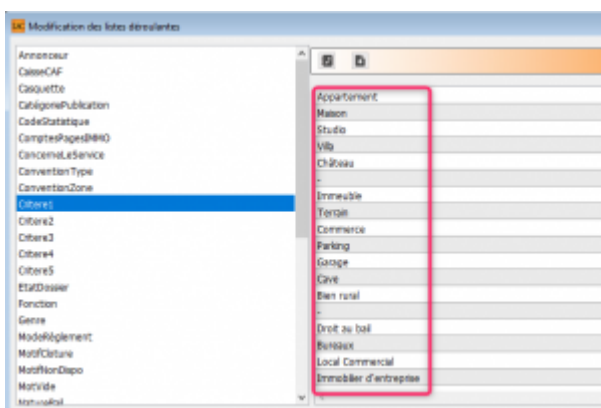 Modification des listes déroulantes
Annonceur
CaisseCAF
Casquette
CatégoriePublication
CodeStatistique
ComptesPagesIMMO
ConcerneLeService
ConventionType
ConventionZone
Critere1
Critere2
Critere3
Critere4
Critere5
EtatDossier
Fonction
Genre
ModeRèglement
MotifCloture
MotifNonDispo
MotVide
NatureBail
Appartement
Maison
Studio
Villa
Château
-
Immeuble
Terrain
Commerce
Parking
Garage
Cave
Bien rural
-
Droit au bail
Bureaux
Local Commercial
Immobilier d'entreprise